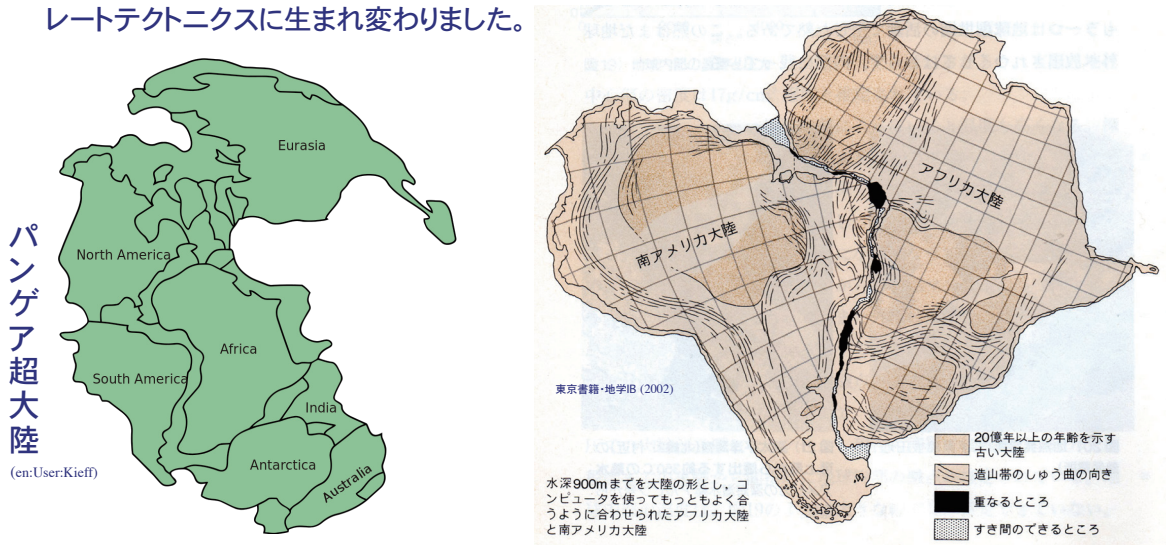 レートテクトニクスに生まれ変わりました。
パンゲア超大陸
(en:User:Kieff)
Eurasia
North America
Africa
South America
India
Antarctica
Australia
アフリカ大陸
南アメリカ大陸
東京書籍・地学IB (2002)
水深900mまでを大陸の形とし,コ
ンピュータを使ってもっともよく合
うように合わせられたアフリカ大陸
と南アメリカ大陸
20億年以上の年齢を示す
古い大陸
造山帯のしゅう曲の向き
重なるところ
すき間のできるところ